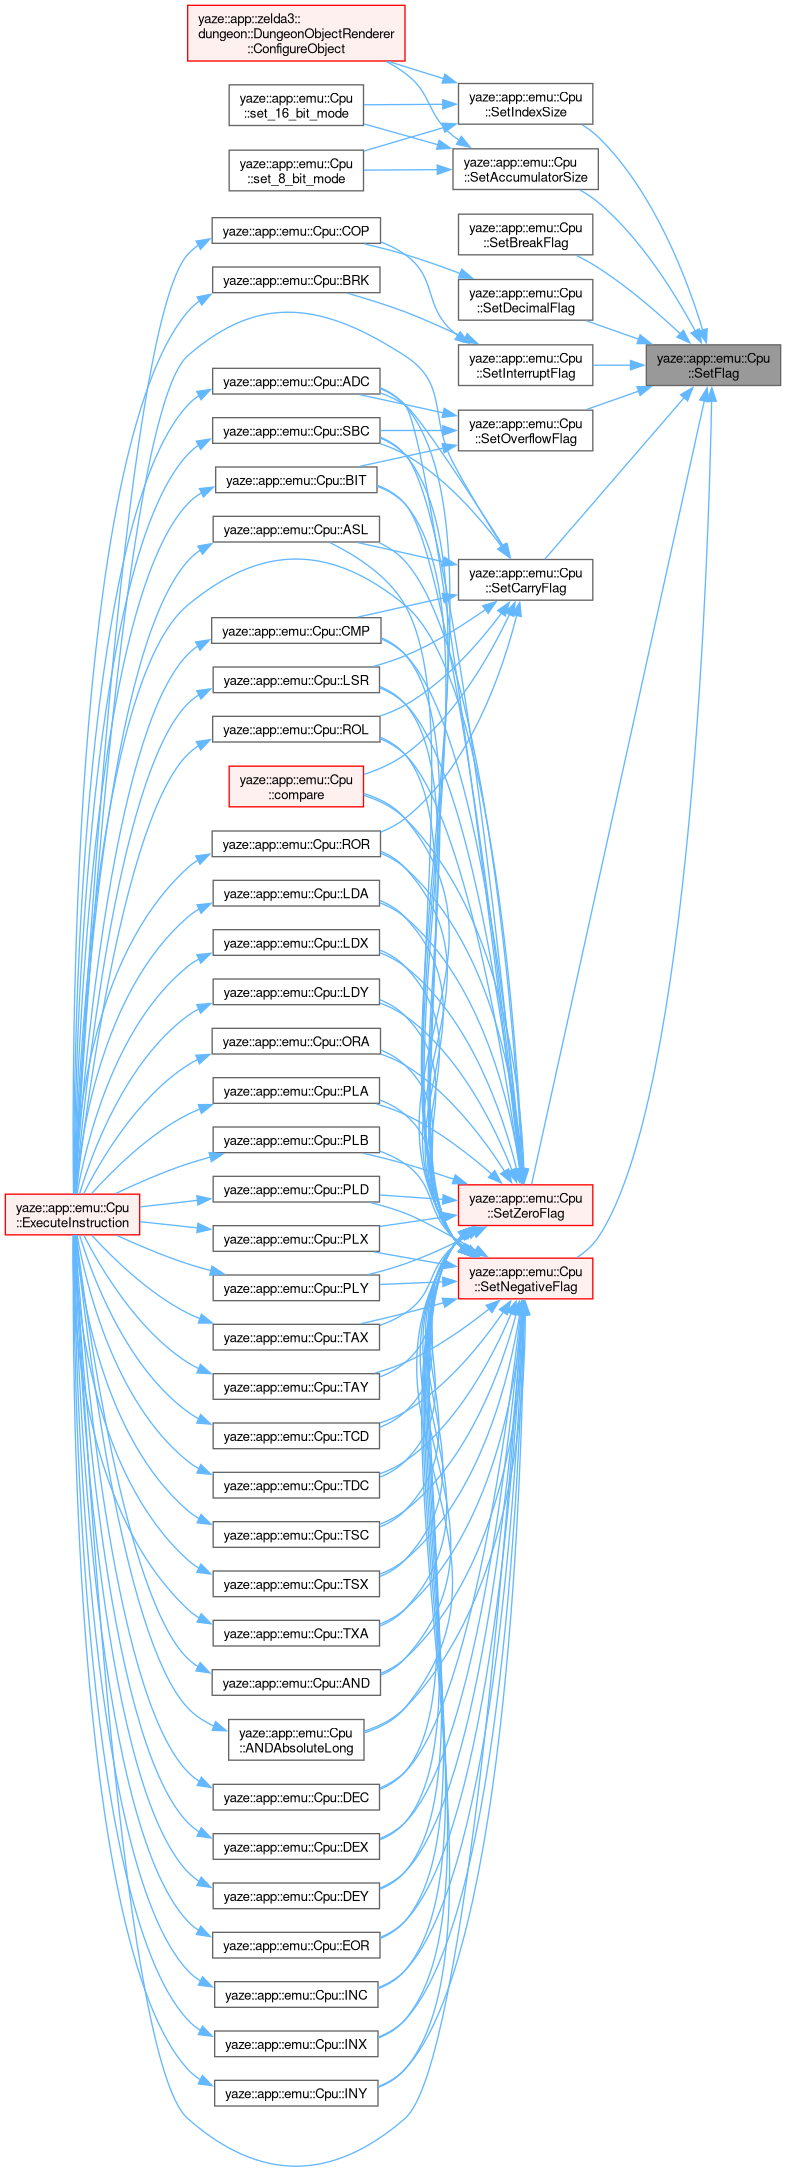 yaze::app::zelda3::
dungeon::DungeonObjectRenderer
::ConfigureObject
yaze::app::emu::Cpu
::SetIndexSize
yaze::app::emu::Cpu
::set_16_bit_mode
yaze::app::emu::Cpu
::set_8_bit_mode
yaze::app::emu::Cpu
::SetAccumulatorSize
yaze::app::emu::Cpu::COP
yaze::app::emu::Cpu
::SetBreakFlag
yaze::app::emu::Cpu::BRK
yaze::app::emu::Cpu
::SetDecimalFlag
yaze::app::emu::Cpu
::SetInterruptFlag
yaze::app::emu::Cpu
::SetFlag
yaze::app::emu::Cpu::ADC
yaze::app::emu::Cpu::SBC
yaze::app::emu::Cpu
::SetOverflowFlag
yaze::app::emu::Cpu::BIT
yaze::app::emu::Cpu::ASL
yaze::app::emu::Cpu
::SetCarryFlag
yaze::app::emu::Cpu::CMP
yaze::app::emu::Cpu::LSR
yaze::app::emu::Cpu::ROL
yaze::app::emu::Cpu
::compare
yaze::app::emu::Cpu::ROR
yaze::app::emu::Cpu::LDA
yaze::app::emu::Cpu::LDX
yaze::app::emu::Cpu::LDY
yaze::app::emu::Cpu::ORA
yaze::app::emu::Cpu::PLA
yaze::app::emu::Cpu::PLB
yaze::app::emu::Cpu::PLD
yaze::app::emu::Cpu
::SetZeroFlag
yaze::app::emu::Cpu
::ExecuteInstruction
yaze::app::emu::Cpu::PLX
yaze::app::emu::Cpu
::SetNegativeFlag
yaze::app::emu::Cpu::PLY
yaze::app::emu::Cpu::TAX
yaze::app::emu::Cpu::TAY
yaze::app::emu::Cpu::TCD
yaze::app::emu::Cpu::TDC
yaze::app::emu::Cpu::TSC
yaze::app::emu::Cpu::TSX
yaze::app::emu::Cpu::TXA
yaze::app::emu::Cpu::AND
yaze::app::emu::Cpu
::ANDAbsoluteLong
yaze::app::emu::Cpu::DEC
yaze::app::emu::Cpu::DEX
yaze::app::emu::Cpu::DEY
yaze::app::emu::Cpu::EOR
yaze::app::emu::Cpu::INC
yaze::app::emu::Cpu::INX
yaze::app::emu::Cpu::INY